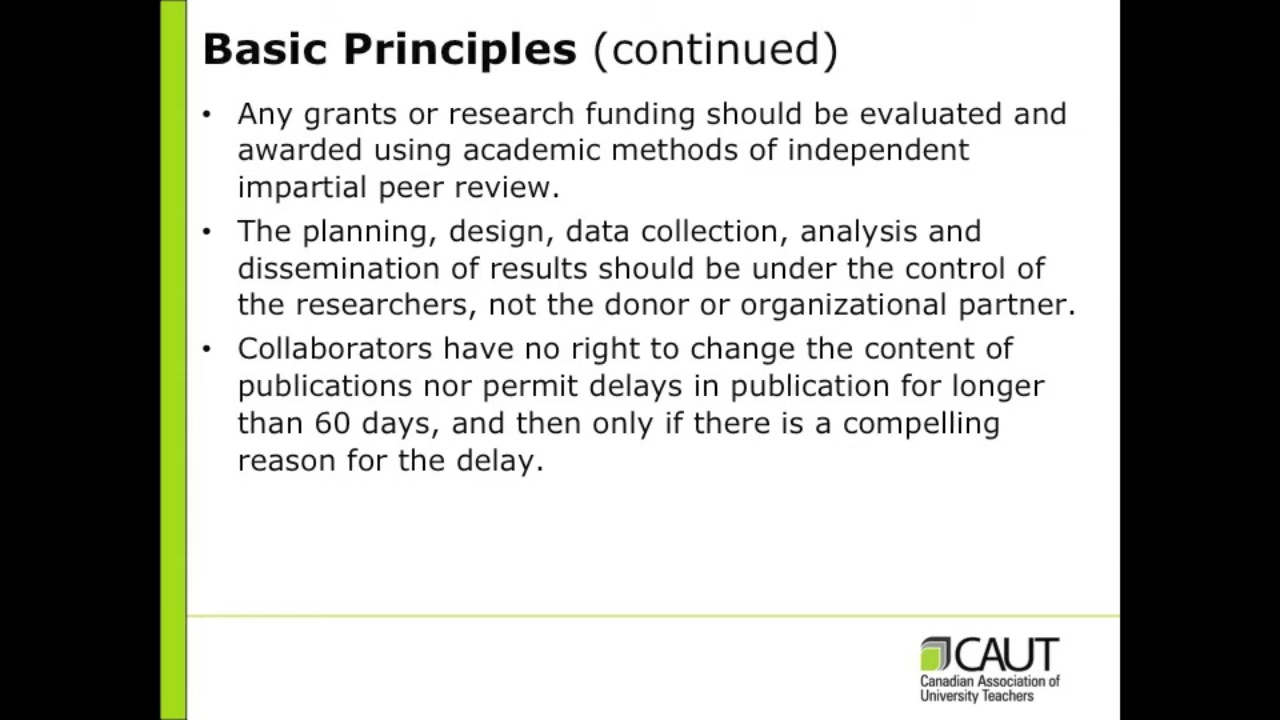 Basic Principles (continued)
• Any grants or research funding should be evaluated and
awarded using academic methods of independent
impartial peer review.
• The planning, design, data collection, analysis and
dissemination of results should be under the control of
the researchers, not the donor or organizational partner.
• Collaborators have no right to change the content of
publications nor permit delays in publication for longer
than 60 days, and then only if there is a compelling
reason for the delay.
CAUT
Canadian Association of
University Teachers